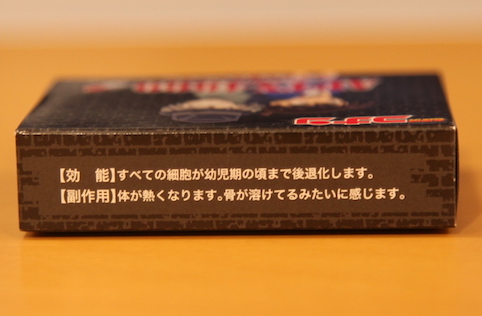 【効　能】すべての細胞が幼児期の頃まで後退化します。
【副作用】体が熱くなります。骨が溶けてるみたいに感じます。